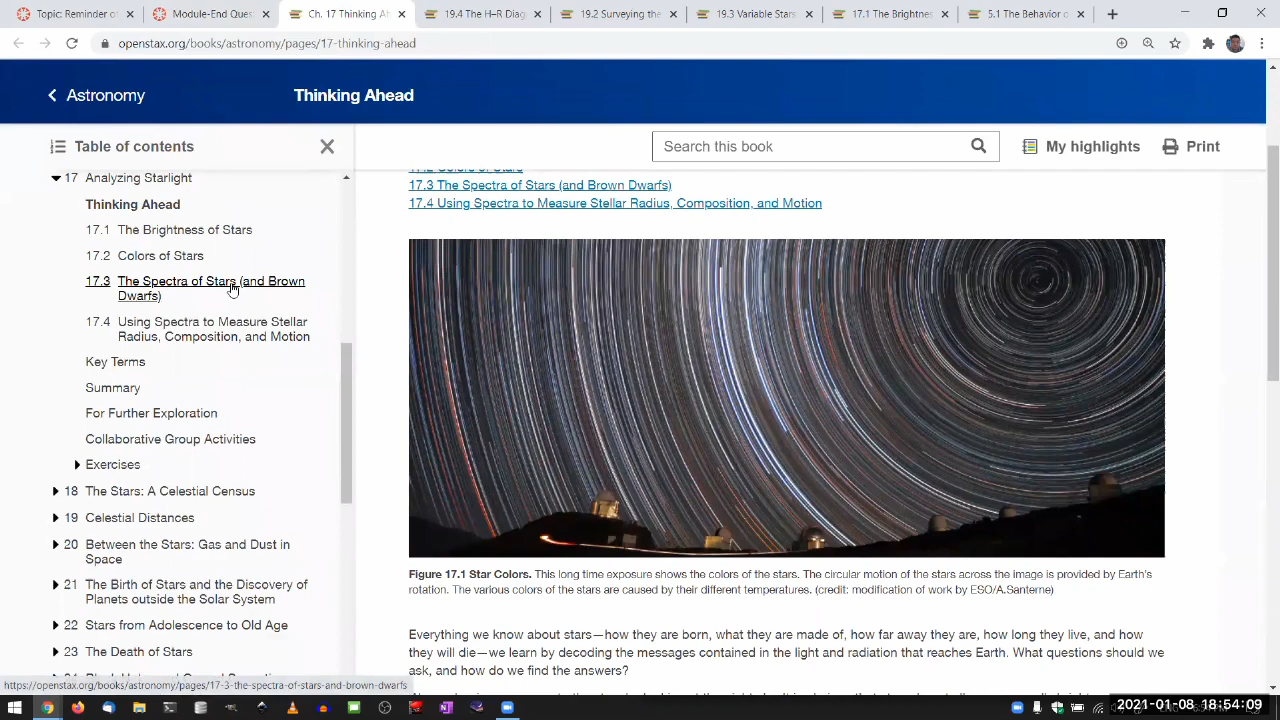 Topic: Reminders
Module-End Ques
Ch. 17 Thinking Ah
19.4 The H–R Diag
19.2 Surveying the
19.3 Variable Stars
17.1 The Brightnes
5.1 The Behavior o
openstax.org/books/astronomy/pages/17-thinking-ahead
Astronomy
Thinking Ahead
Table of contents
Search this book
My highlights
Print
17 Analyzing Starlight
Thinking Ahead
17.1 The Brightness of Stars
17.2 Colors of Stars
17.3 The Spectra of Stars (and Brown
Dwarfs)
17.4 Using Spectra to Measure Stellar
Radius, Composition, and Motion
Key Terms
Summary
For Further Exploration
Collaborative Group Activities
Exercises
18 The Stars: A Celestial Census
19 Celestial Distances
20 Between the Stars: Gas and Dust in
Space
21 The Birth of Stars and the Discovery of
Planets outside the Solar System
22 Stars from Adolescence to Old Age
23 The Death of Stars
17.2 Colors of Stars
17.3 The Spectra of Stars (and Brown Dwarfs)
17.4 Using Spectra to Measure Stellar Radius, Composition, and Motion
Figure 17.1 Star Colors. This long time exposure shows the colors of the stars. The circular motion of the stars across the image is provided by Earth's
rotation. The various colors of the stars are caused by their different temperatures. (credit: modification of work by ESO/A.Santerne)
Everything we know about stars—how they are born, what they are made of, how far away they are, how long they live, and how
they will die—we learn by decoding the messages contained in the light and radiation that reaches Earth. What questions should we
ask, and how do we find the answers?
https://openstax.org/books/astronomy/pages/17-3-the-spectra-of-stars-and-brown-dwarfs
2021-01-08 18:54:09